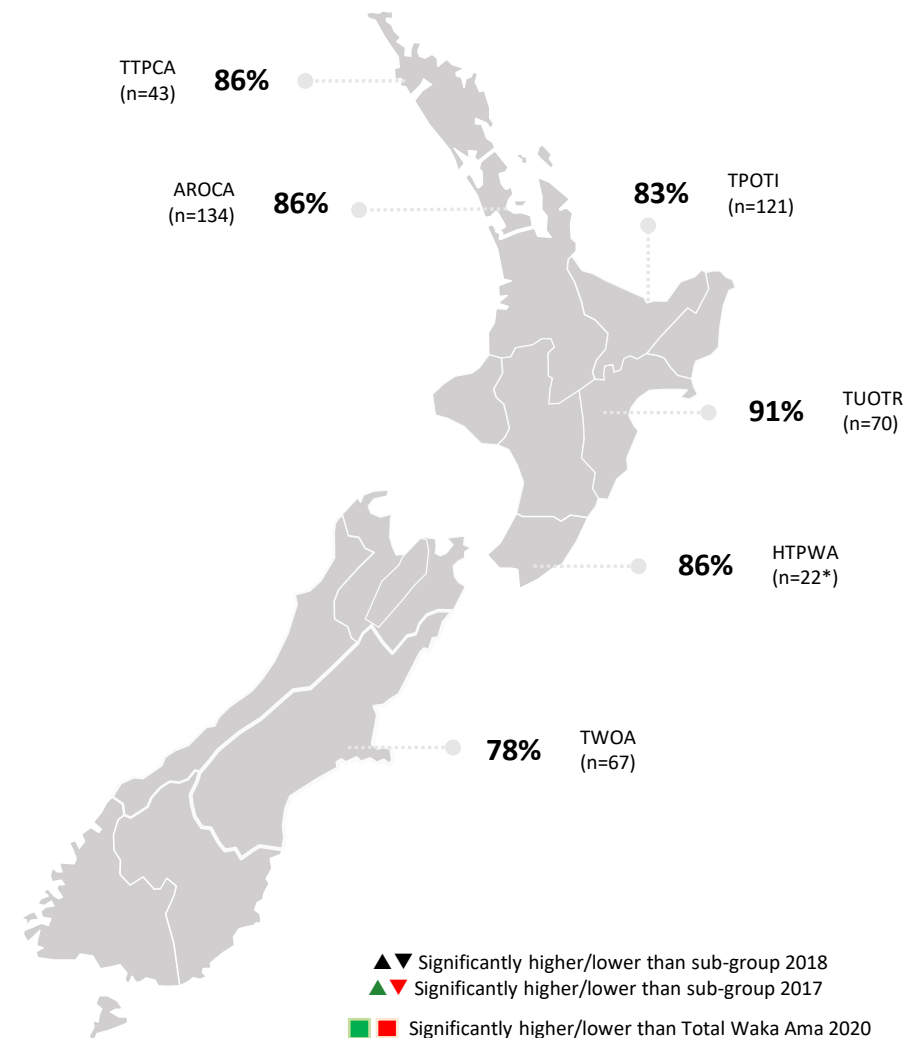 TTPCA
(n=43)
86%
AROCA
(n=134)
86%
83%
TPOTI
(n=121)
91%
TUOTR
(n=70)
86%
HTPWA
(n=22*)
78%
TWOA
(n=67)
▲▼ Significantly higher/lower than sub-group 2018
▲▼ Significantly higher/lower than sub-group 2017
Significantly higher/lower than Total Waka Ama 2020